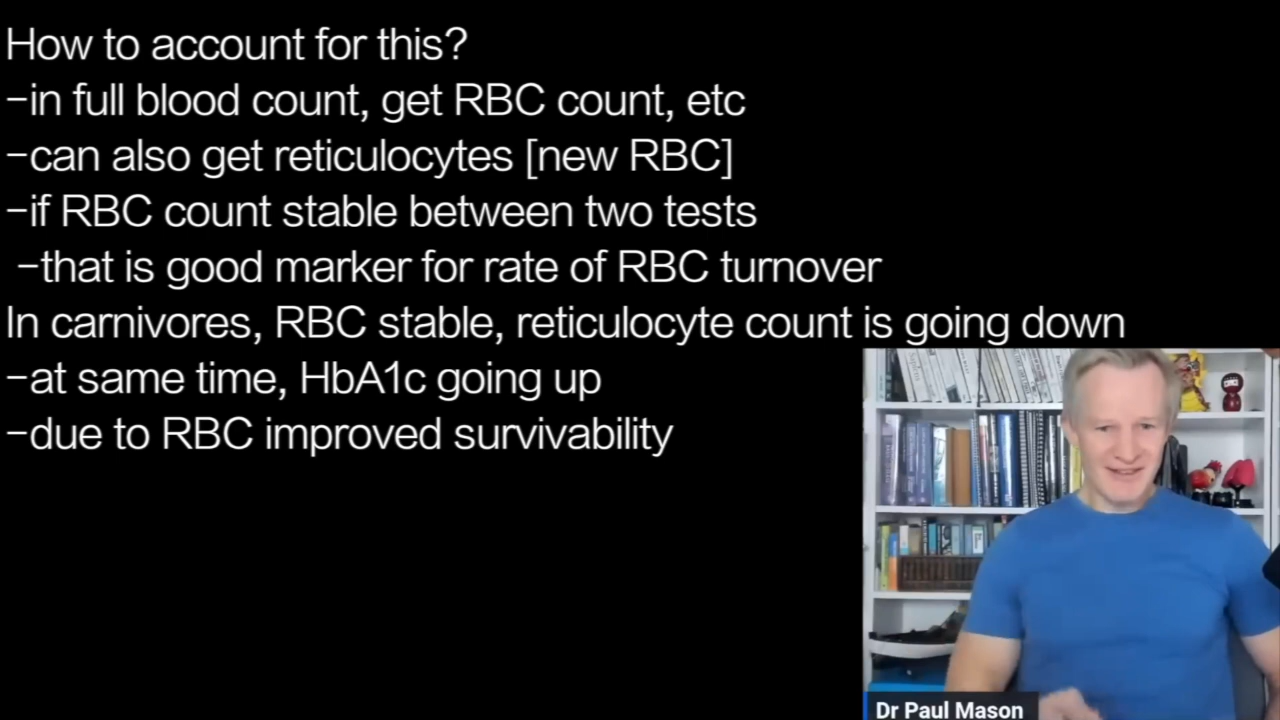 How to account for this?
-in full blood count, get RBC count, etc
-can also get reticulocytes [new RBC]
-if RBC count stable between two tests
-that is good marker for rate of RBC turnover
In carnivores, RBC stable, reticulocyte count is going down
-at same time, HbA1c going up
-due to RBC improved survivability
Dr Paul Mason